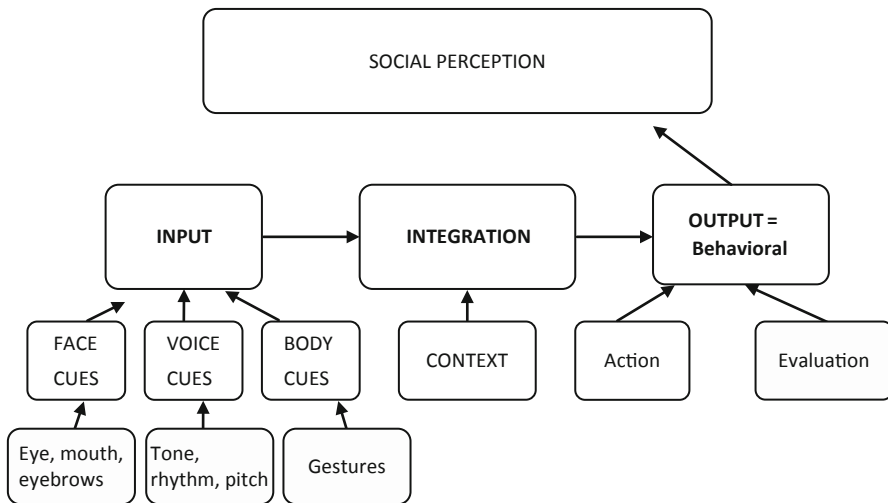 SOCIAL PERCEPTION
INPUT
INTEGRATION
OUTPUT =
Behavioral
FACE
CUES
VOICE
CUES
BODY
CUES
CONTEXT
Action
Evaluation
Eye, mouth,
eyebrows
Tone,
rhythm, pitch
Gestures